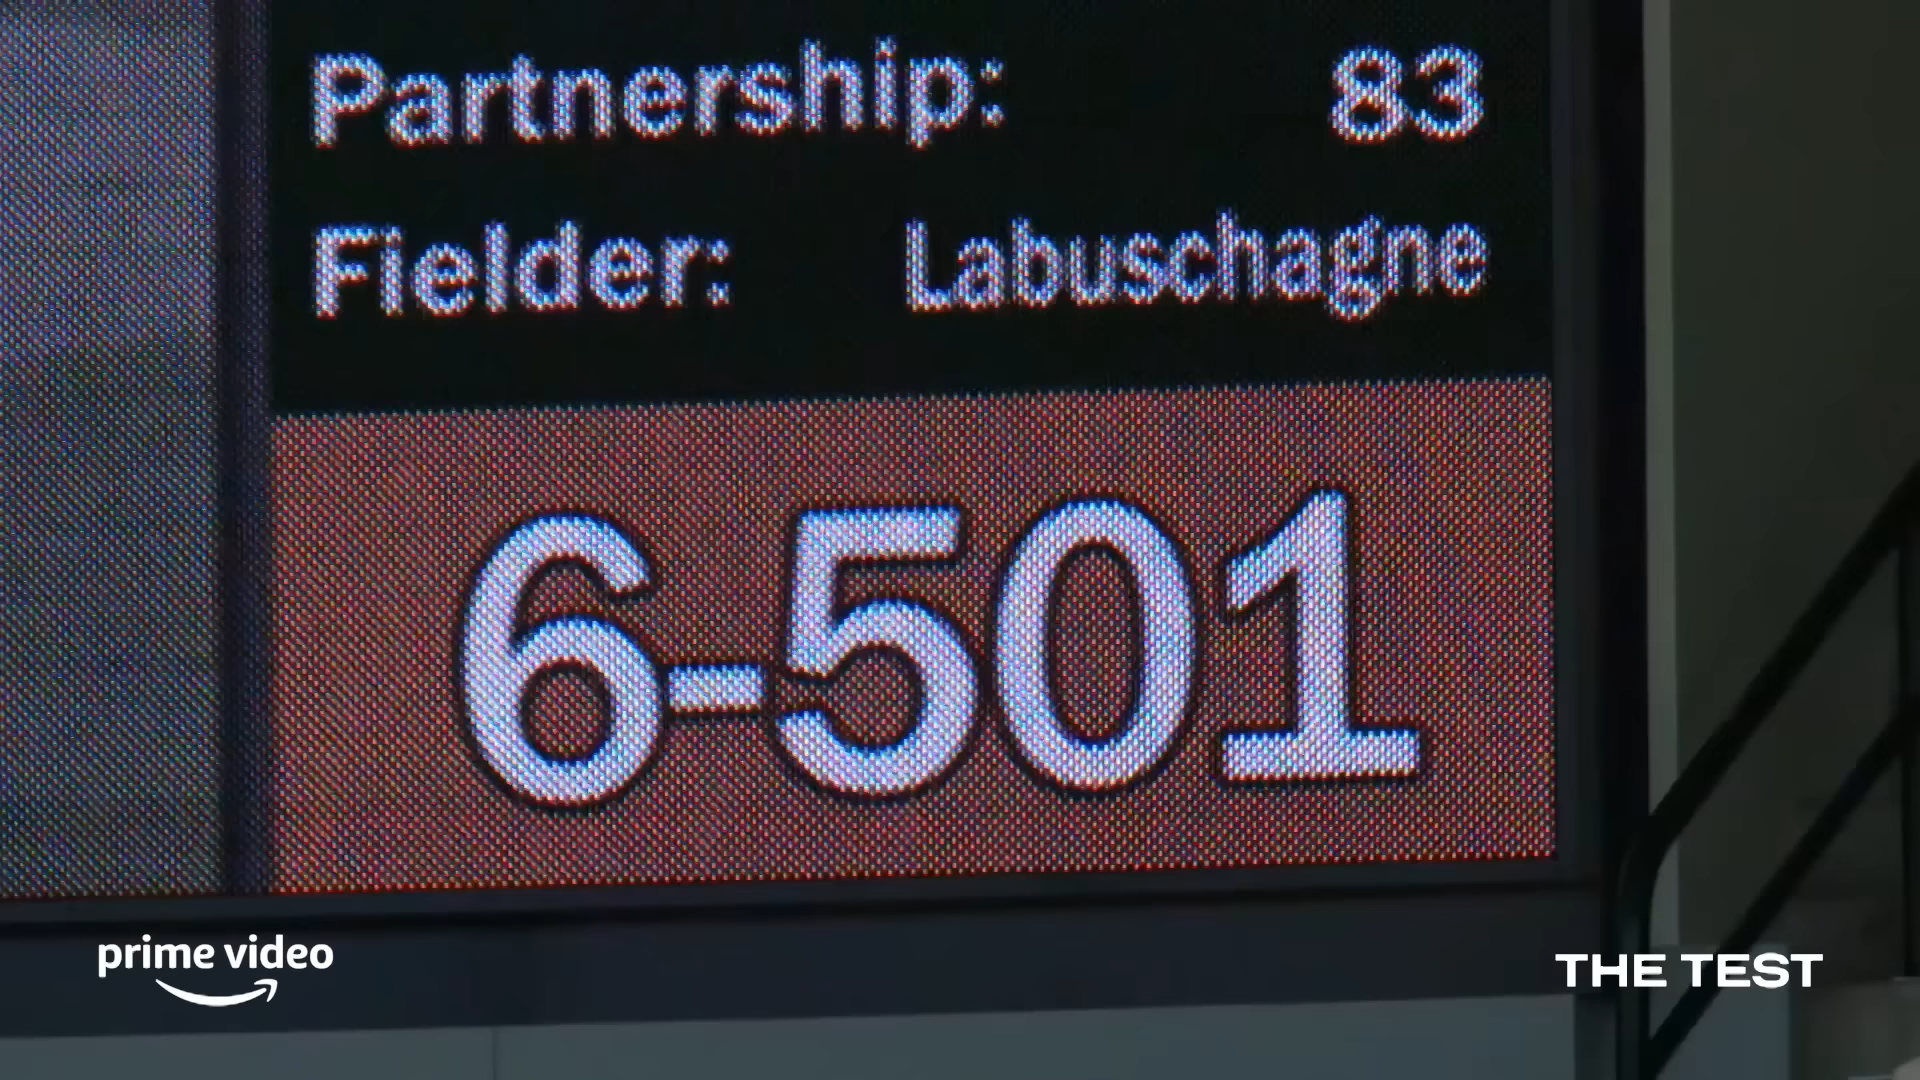 Partnership: 83
Fielder: Labuschagne
6-501
prime video
THE TEST